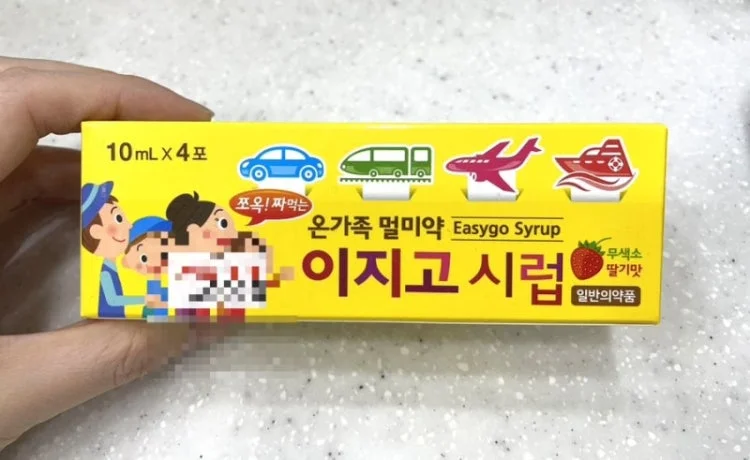 10mL X 4포
쪼옥! 짜먹는
온가족 멀미약 Easygo Syrup
이지고 시럽
무색소
딸기맛
일반의약품